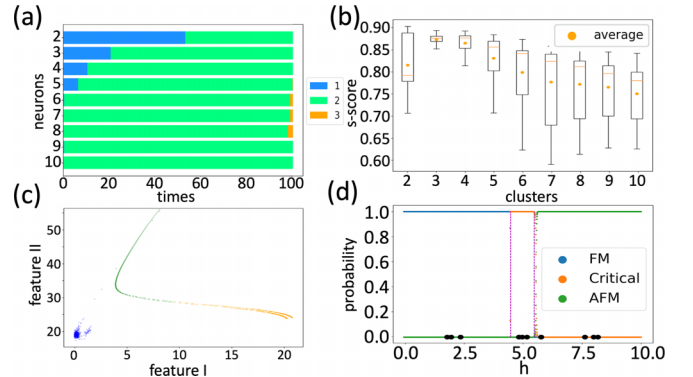 (a)
neurons
2
3
4
5
6
7
8
9
10
0 20 40 60 80 100
times
1
2
3
(b)
s-score
0.90
0.85
0.80
0.75
0.70
0.65
0.60
average
2 3 4 5 6 7 8 9 10
clusters
(c)
feature II
50
40
30
20
0 5 10 15 20
feature I
(d)
probability
1.0
0.8
0.6
0.4
0.2
0.0
FM
Critical
AFM
0.0 2.5 5.0 7.5 10.0
h